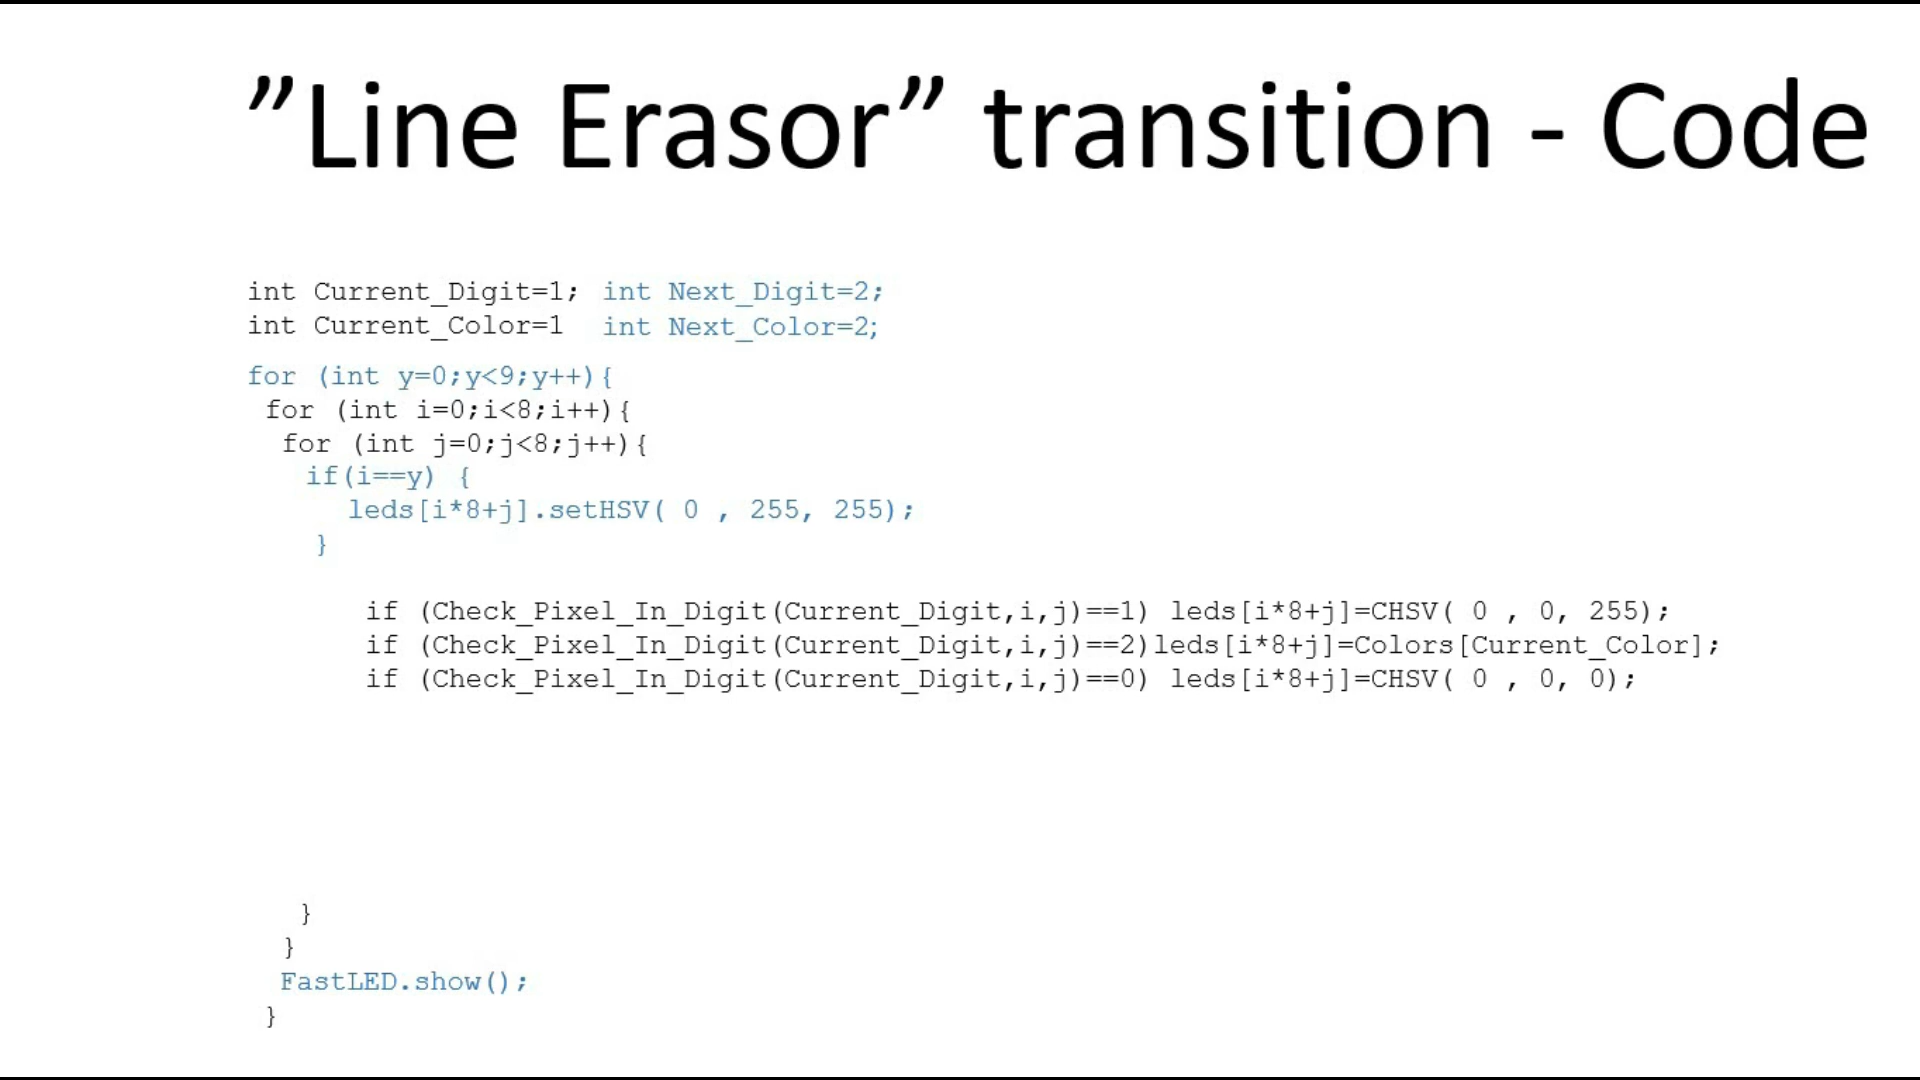 ”Line Erasor” transition - Code
int Current_Digit=1; int Next_Digit=2;
int Current_Color=1 int Next_Color=2;
for (int y=0;y<9;y++){
for (int i=0;i<8;i++){
for (int j=0;j<8;j++){
if(i==y) {
leds[i*8+j].setHSV( 0 , 255, 255);
}
if (Check_Pixel_In_Digit(Current_Digit,i,j)==1) leds[i*8+j]=CHSV( 0 , 0, 255);
if (Check_Pixel_In_Digit(Current_Digit,i,j)==2)leds[i*8+j]=Colors[Current_Color];
if (Check_Pixel_In_Digit(Current_Digit,i,j)==0) leds[i*8+j]=CHSV( 0 , 0, 0);
}
}
FastLED.show();
}